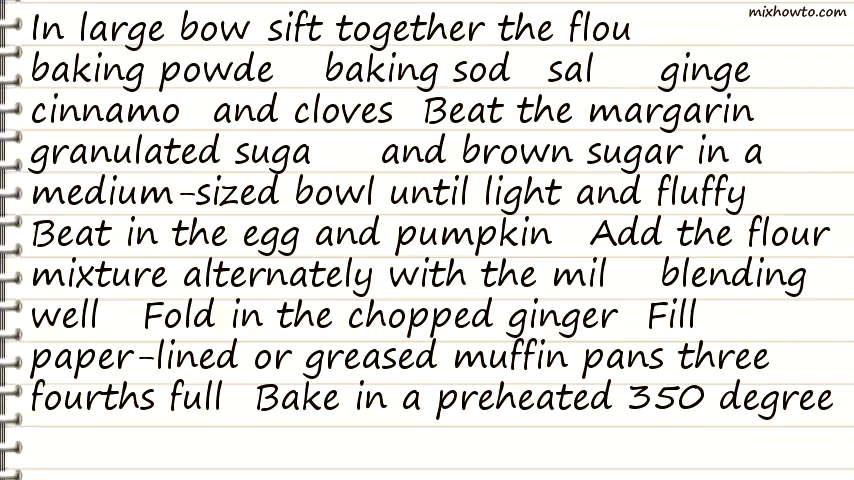 mixhowto.com
In large bow sift together the flou
baking powde baking sod sal ginge
cinnamo and cloves Beat the margarin
granulated suga and brown sugar in a
medium-sized bowl until light and fluffy
Beat in the egg and pumpkin Add the flour
mixture alternately with the mil blending
well Fold in the chopped ginger Fill
paper-lined or greased muffin pans three
fourths full Bake in a preheated 350 degree